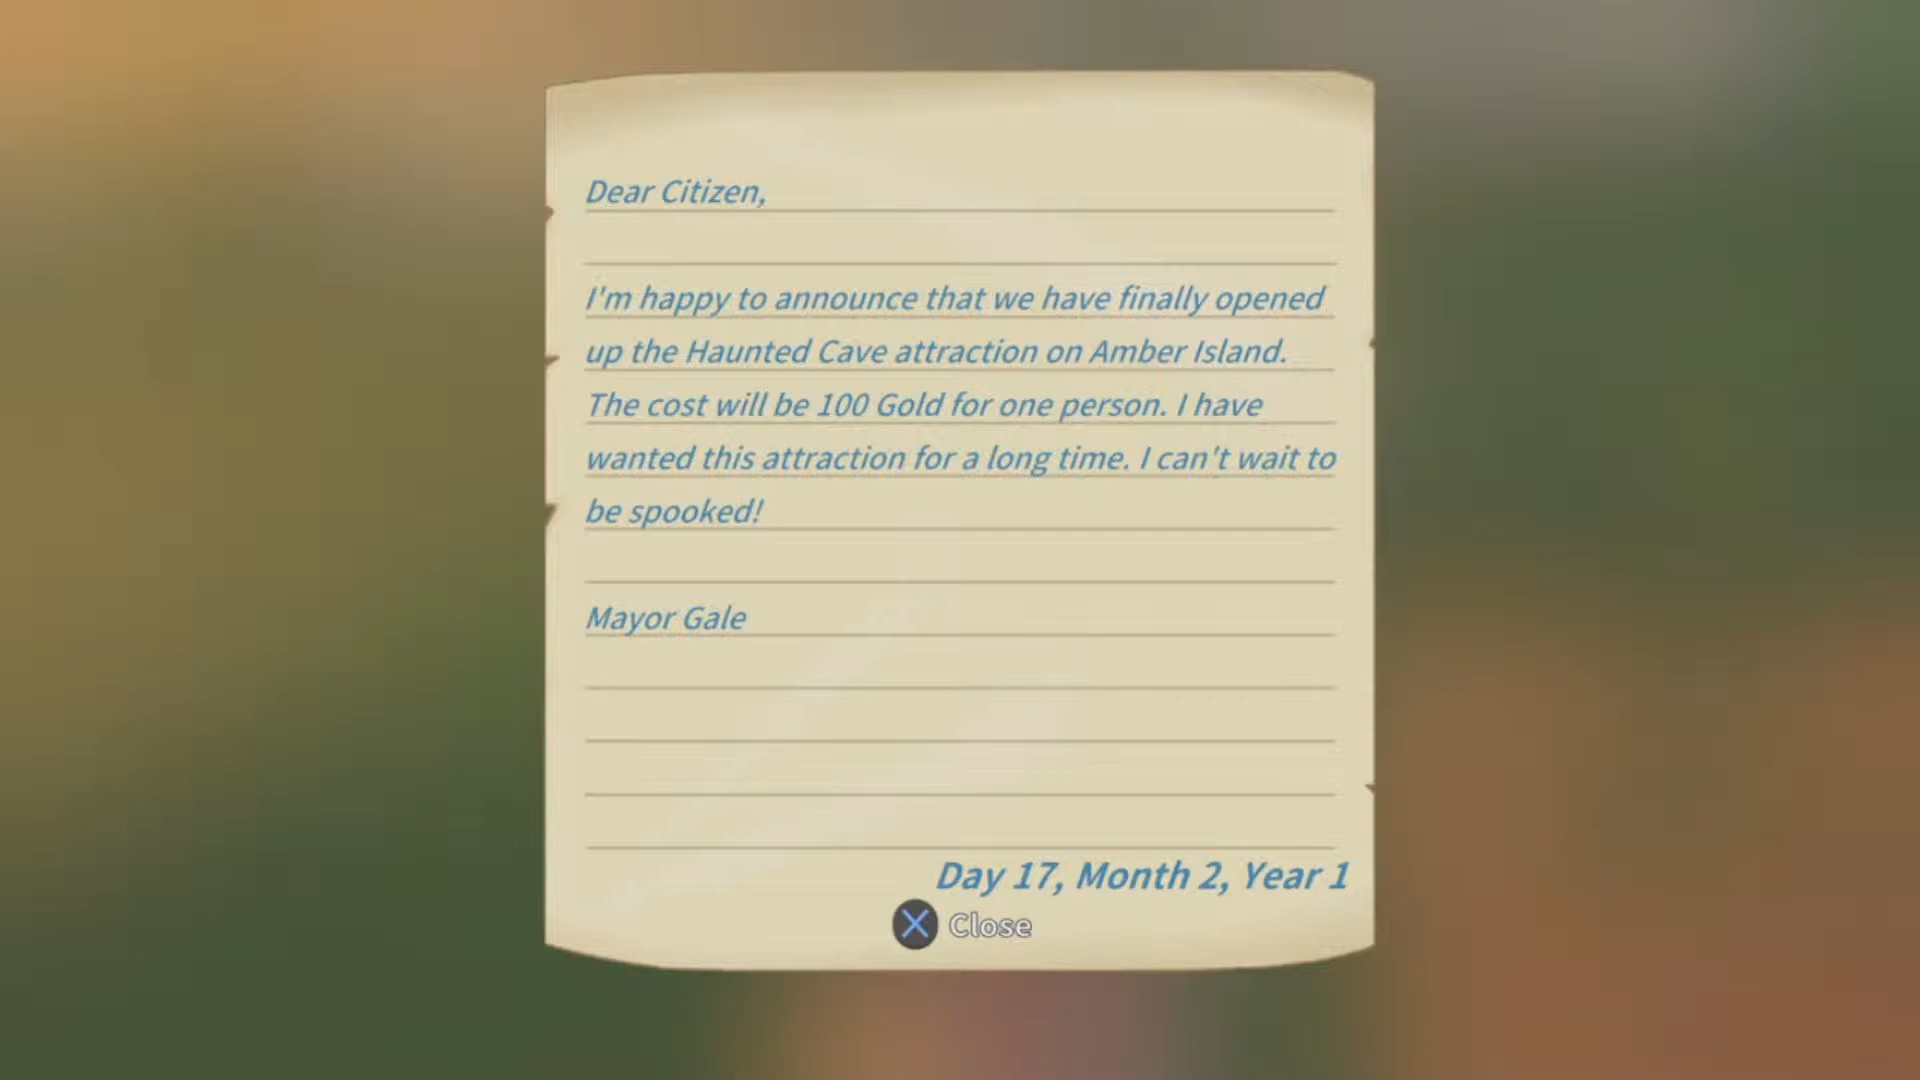 Dear Citizen,
I'm happy to announce that we have finally opened
up the Haunted Cave attraction on Amber Island.
The cost will be 100 Gold for one person. I have
wanted this attraction for a long time. I can't wait to
be spooked!
Mayor Gale
Day 17, Month 2, Year 1
Close